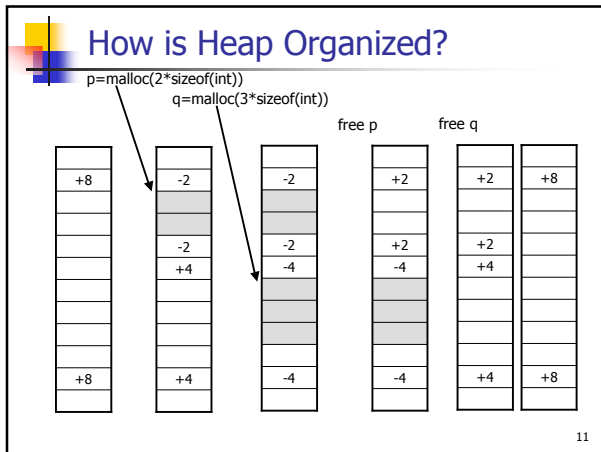 How is Heap Organized?
p=malloc(2*sizeof(int))
q=malloc(3*sizeof(int))
free p free q
+8 -2 -2 +2 +2 +8
-2 -2 +2 +2
+4 -4 -4 +4
+8 +4 -4 -4 +4 +8
11